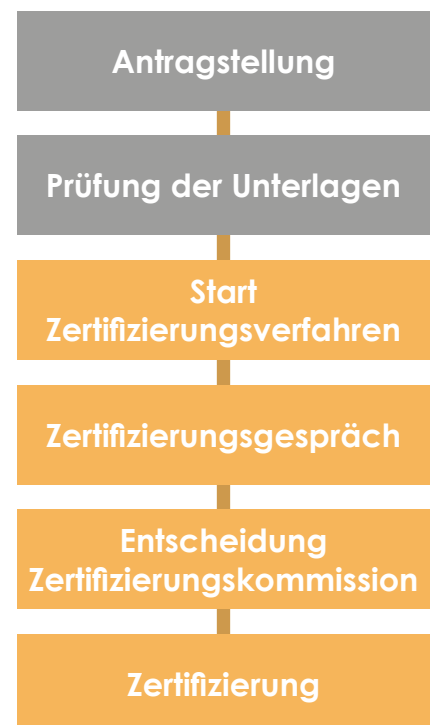 Antragstellung
Prüfung der Unterlagen
Start
Zertifizierungsverfahren
Zertifizierungsgespräch
Entscheidung
Zertifizierungskommission
Zertifizierung